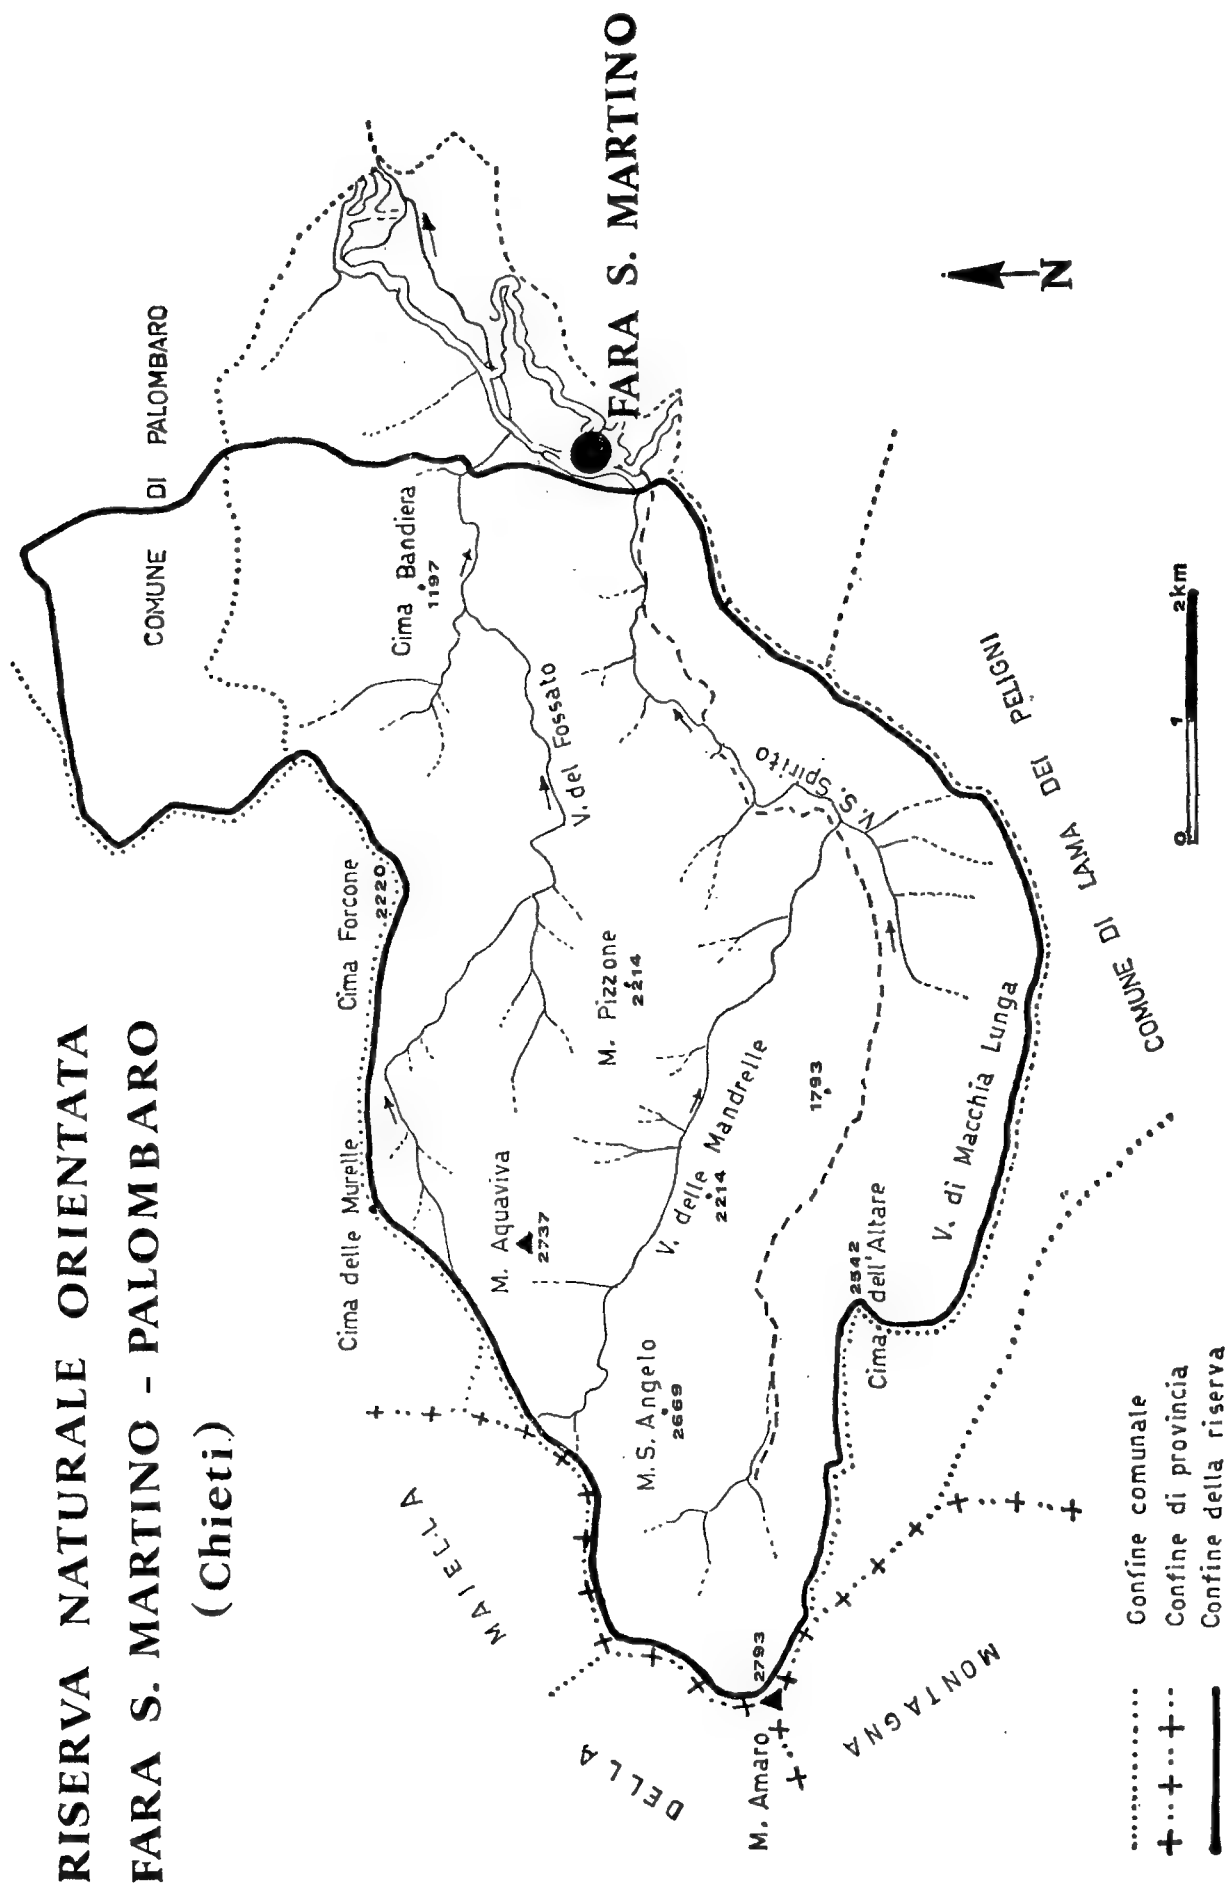 RISERVA NATURALE ORIENTATA
FARA S. MARTINO - PALOMBARO
(Chieti)
COMUNE DI PALOMBARO
Cima delle Murelle
Cima Forcone
2220
Cima Bandiera
1197
M. Aquaviva
2737
V. del Fossato
M. Pizzone
2214
FARA S. MARTINO
M. S. Angelo
2669
V. delle Mandrelle
2214
V. S. Spirito
1793
MONTAGNA
DELLA
MAIELLA
M. Amaro
2793
2542
Cima dell'Altare
V. di Macchia Lunga
COMUNE DI LAMA DEI PELIGNI
N
0 1 2km
Confine comunale
Confine di provincia
Confine della riserva